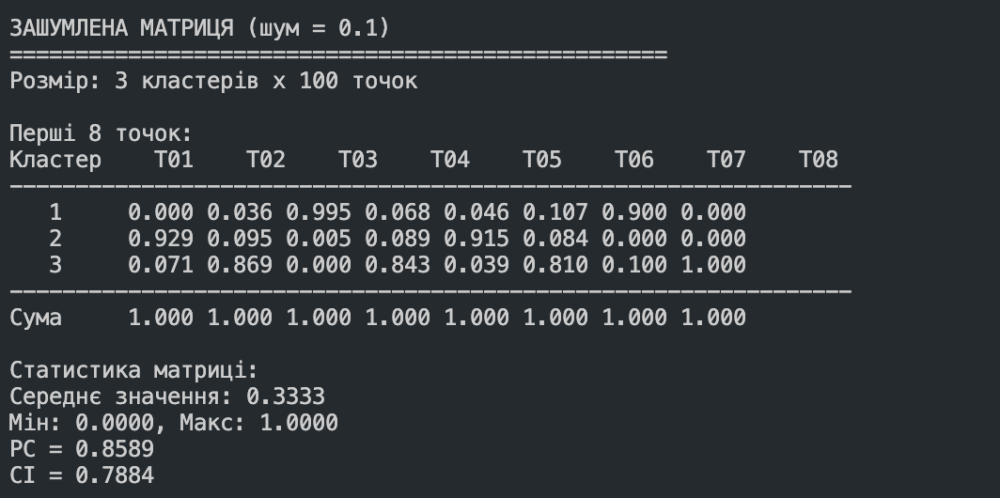 ЗАШУМЛЕНА МАТРИЦЯ (шум = 0.1)
==================================================
Розмір: 3 кластерів x 100 точок
Перші 8 точок:
Кластер    T01    T02    T03    T04    T05    T06    T07    T08
----------------------------------------------------------------
1     0.000 0.036 0.995 0.068 0.046 0.107 0.900 0.000
2     0.929 0.095 0.005 0.089 0.915 0.084 0.000 0.000
3     0.071 0.869 0.000 0.843 0.039 0.810 0.100 1.000
----------------------------------------------------------------
Сума     1.000 1.000 1.000 1.000 1.000 1.000 1.000 1.000
Статистика матриці:
Середнє значення: 0.3333
Мін: 0.0000, Макс: 1.0000
PC = 0.8589
CI = 0.7884